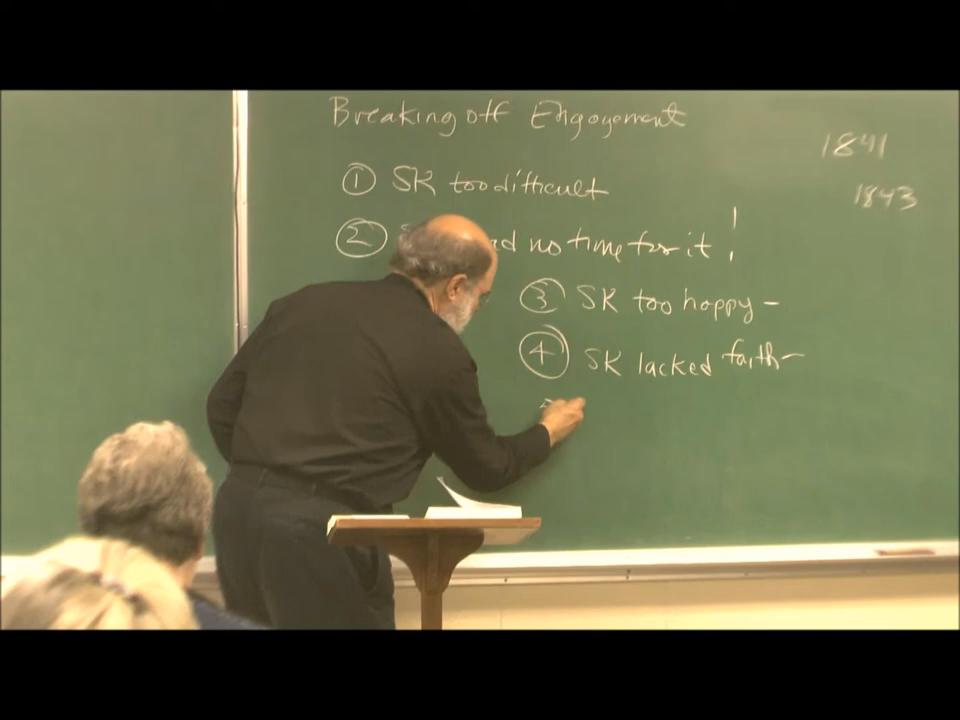 Breaking off Engagement
1841
① SK too difficult
1843
② no time for it !
③ SK too happy –
④ SK lacked faith –